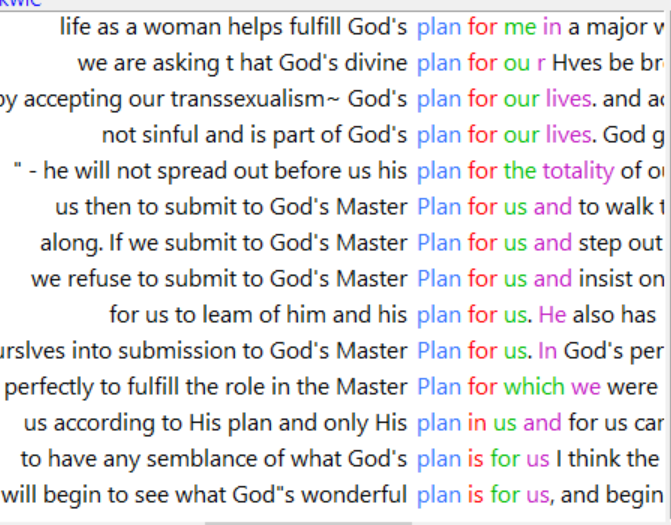 life as a woman helps fulfill God's plan for me in a major
we are asking t hat God's divine plan for ou r Hves be br
by accepting our transsexualism~ God's plan for our lives. and
not sinful and is part of God's plan for our lives. God g
" - he will not spread out before us his plan for the totality of
us then to submit to God's Master Plan for us and to walk
along. If we submit to God's Master Plan for us and step out
we refuse to submit to God's Master Plan for us and insist on
for us to leam of him and his plan for us. He also has
urslves into submission to God's Master Plan for us. In God's per
perfectly to fulfill the role in the Master Plan for which we were
us according to His plan and only His plan in us and for us car
to have any semblance of what God's plan is for us I think the
will begin to see what God"s wonderful plan is for us, and begin